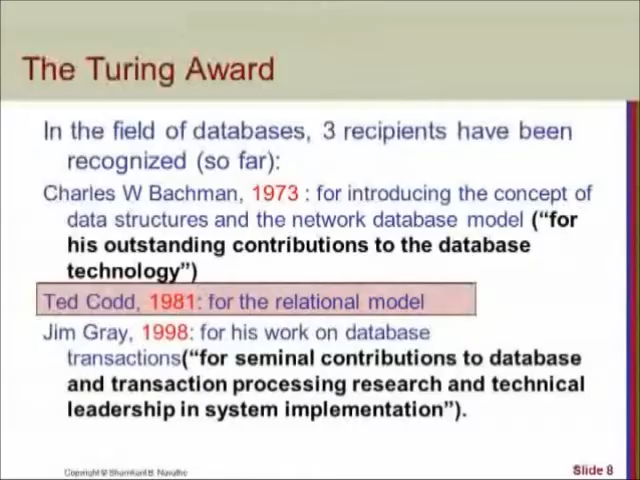 The Turing Award
In the field of databases, 3 recipients have been
recognized (so far):
Charles W Bachman, 1973 : for introducing the concept of
data structures and the network database model (“for
his outstanding contributions to the database
technology”)
Ted Codd, 1981: for the relational model
Jim Gray, 1998: for his work on database
transactions(“for seminal contributions to database
and transaction processing research and technical
leadership in system implementation”).
Copyright © Shamkant B. Navathe
Slide 8